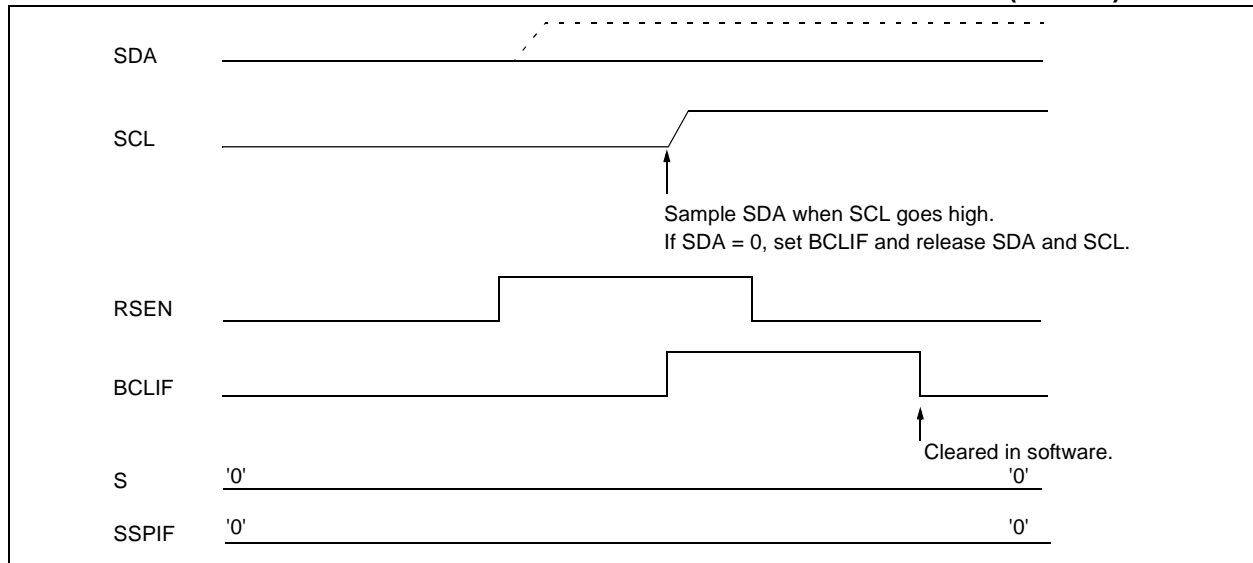 SDA
SCL
Sample SDA when SCL goes high.
If SDA = 0, set BCLIF and release SDA and SCL.
RSEN
BCLIF
Cleared in software.
S '0' '0'
SSPIF '0' '0'